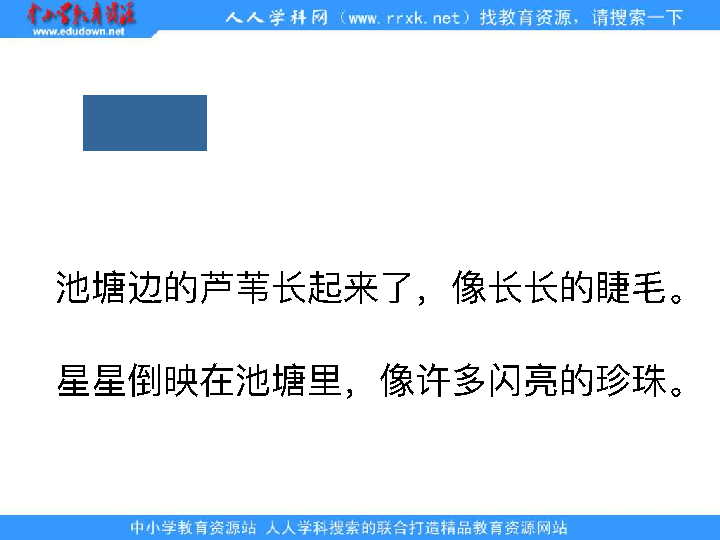 中小学教育资源
www.edudown.net
人人学科网（www.rrxk.net）找教育资源，请搜索一下
池塘边的芦苇长起来了，像长长的睫毛。
星星倒映在池塘里，像许多闪亮的珍珠。
中小学教育资源站 人人学科搜索的联合打造精品教育资源网站